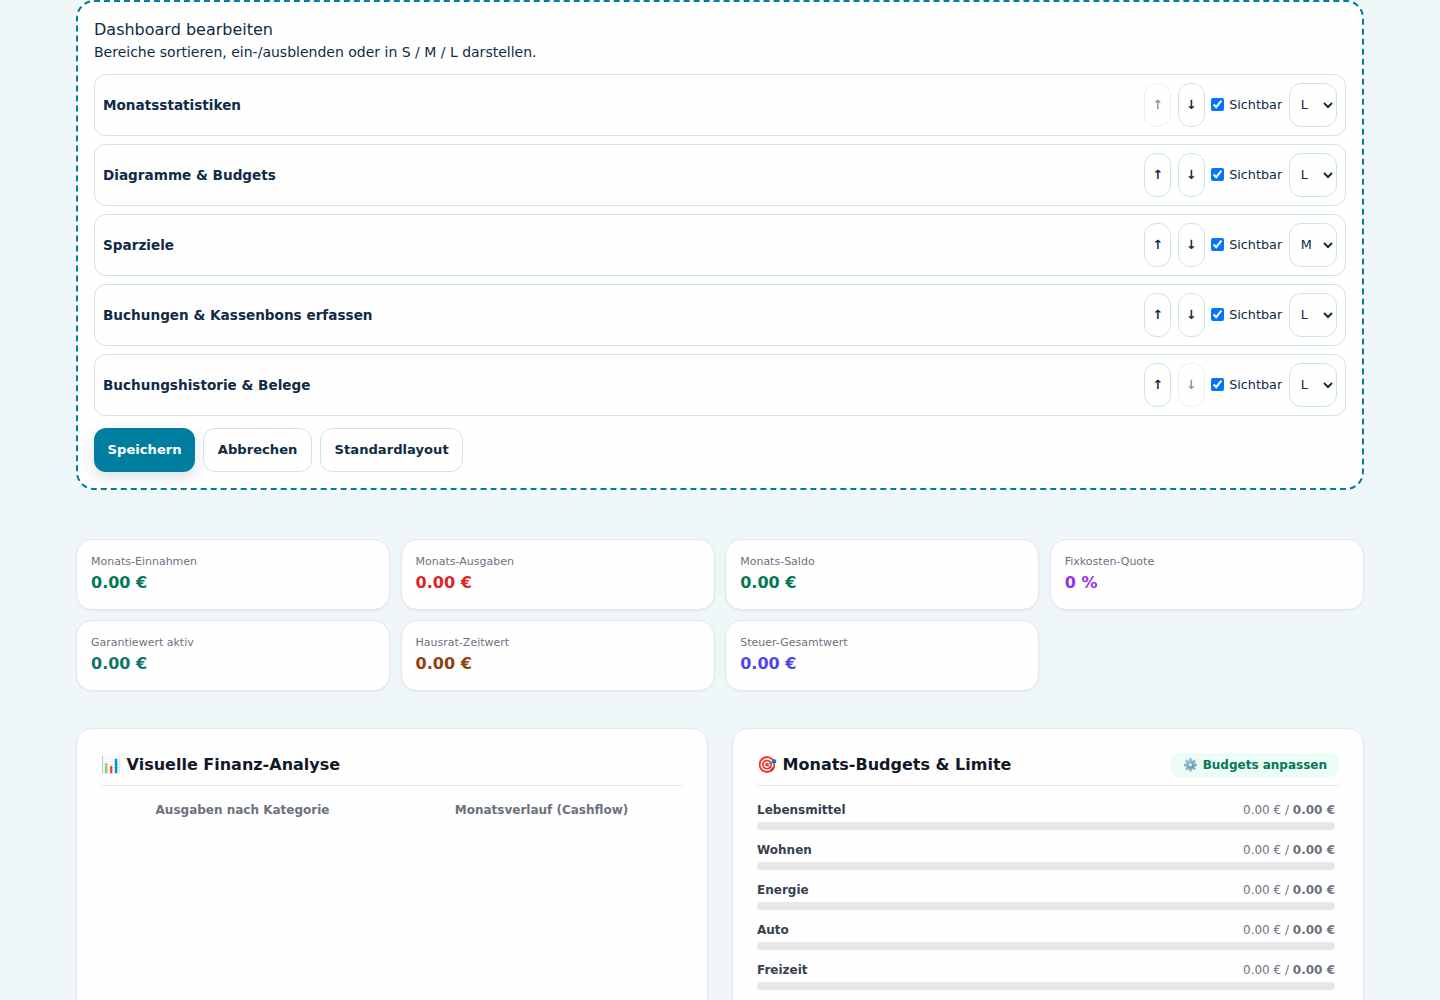 Dashboard bearbeiten
Bereiche sortieren, ein-/ausblenden oder in S / M / L darstellen.
Monatsstatistiken ↑ ↓ Sichtbar L
Diagramme & Budgets ↑ ↓ Sichtbar L
Sparziele ↑ ↓ Sichtbar M
Buchungen & Kassenbons erfassen ↑ ↓ Sichtbar L
Buchungshistorie & Belege ↑ ↓ Sichtbar L
Speichern Abbrechen Standardlayout
Monats-Einnahmen
0.00 €
Monats-Ausgaben
0.00 €
Monats-Saldo
0.00 €
Fixkosten-Quote
0 %
Garantiewert aktiv
0.00 €
Hausrat-Zeitwert
0.00 €
Steuer-Gesamtwert
0.00 €
📊 Visuelle Finanz-Analyse
Ausgaben nach Kategorie
Monatsverlauf (Cashflow)
🎯 Monats-Budgets & Limite
⚙️ Budgets anpassen
Lebensmittel 0.00 € / 0.00 €
Wohnen 0.00 € / 0.00 €
Energie 0.00 € / 0.00 €
Auto 0.00 € / 0.00 €
Freizeit 0.00 € / 0.00 €